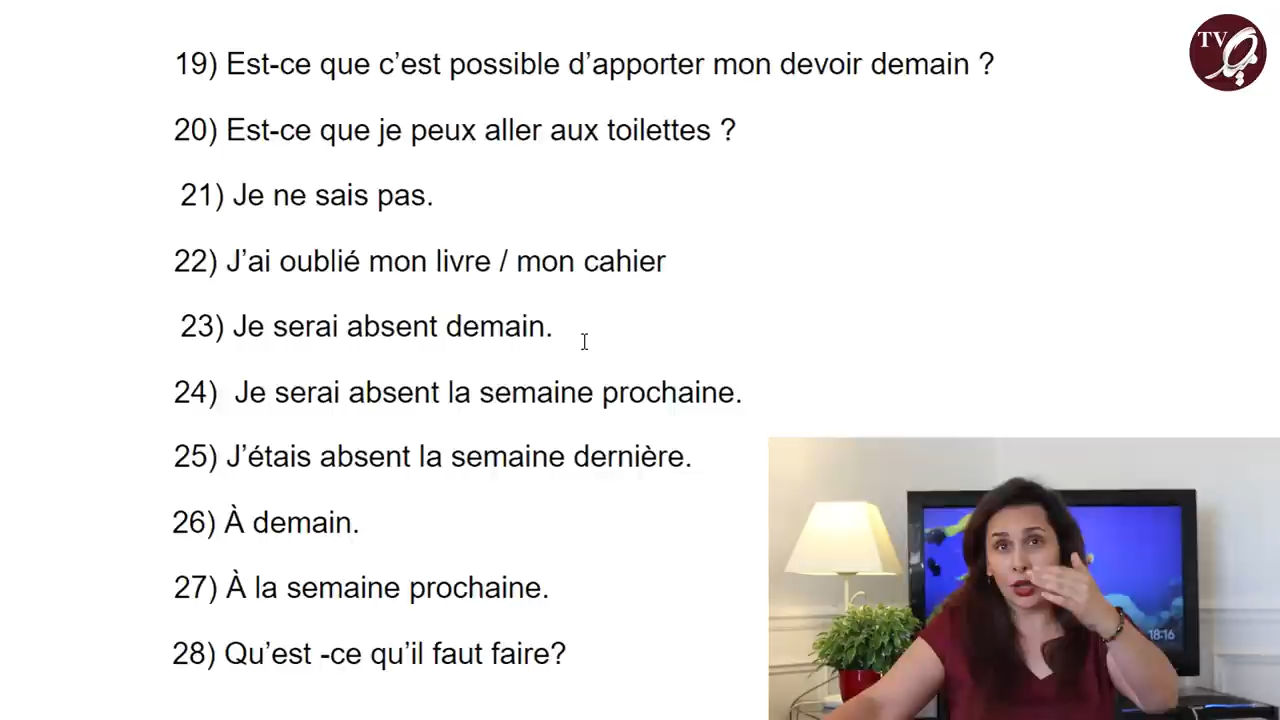 TV
19) Est-ce que c’est possible d’apporter mon devoir demain ?
20) Est-ce que je peux aller aux toilettes ?
21) Je ne sais pas.
22) J’ai oublié mon livre / mon cahier
23) Je serai absent demain.
24) Je serai absent la semaine prochaine.
25) J’étais absent la semaine dernière.
26) À demain.
27) À la semaine prochaine.
28) Qu’est -ce qu’il faut faire?
18:16